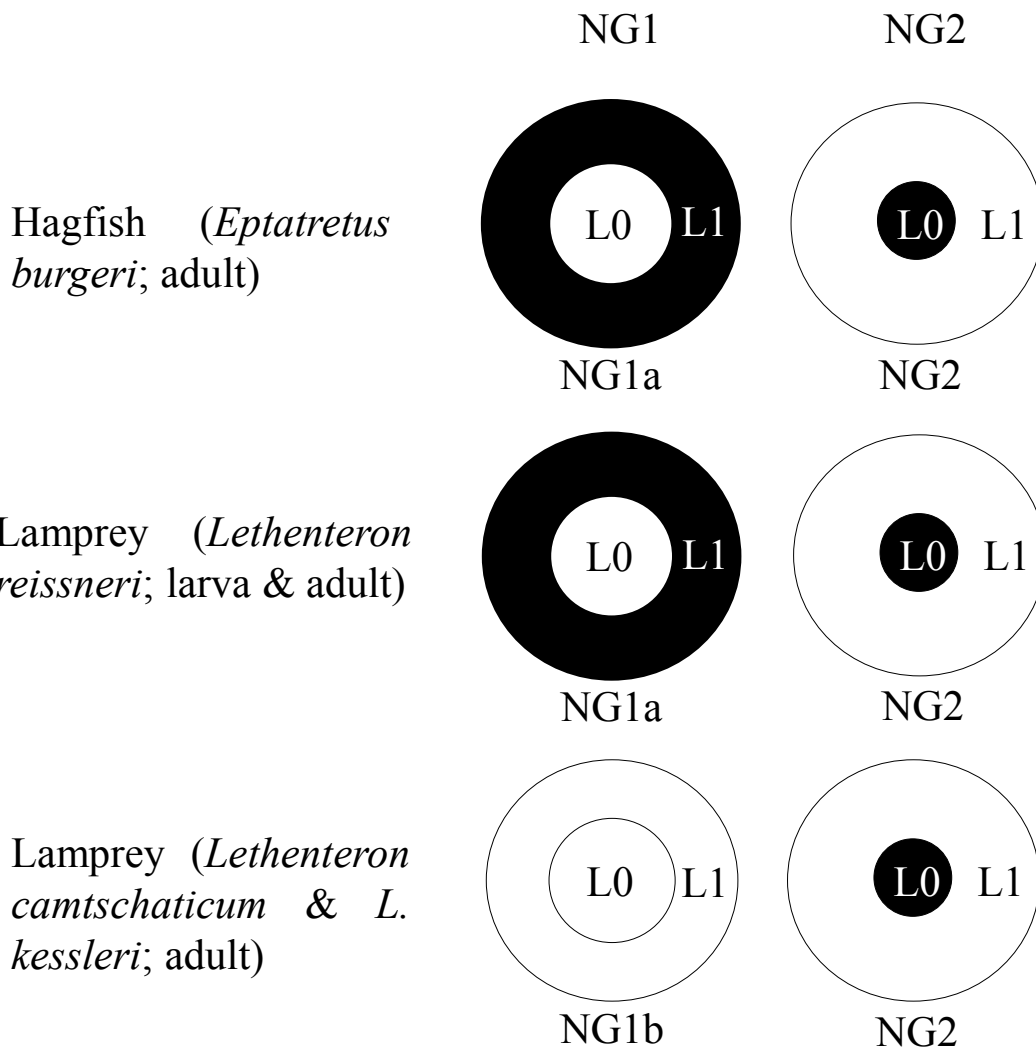 NG1 NG2
Hagfish (Eptatretus
burgeri; adult)
L0 L1 L0 L1
NG1a NG2
Lamprey (Lethenteron
reissneri; larva & adult)
L0 L1 L0 L1
NG1a NG2
Lamprey (Lethenteron
camtschaticum & L.
kessleri; adult)
L0 L1 L0 L1
NG1b NG2